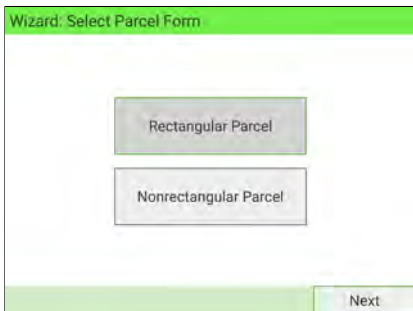 Wizard: Select Parcel Form
Rectangular Parcel
Nonrectangular Parcel
Next